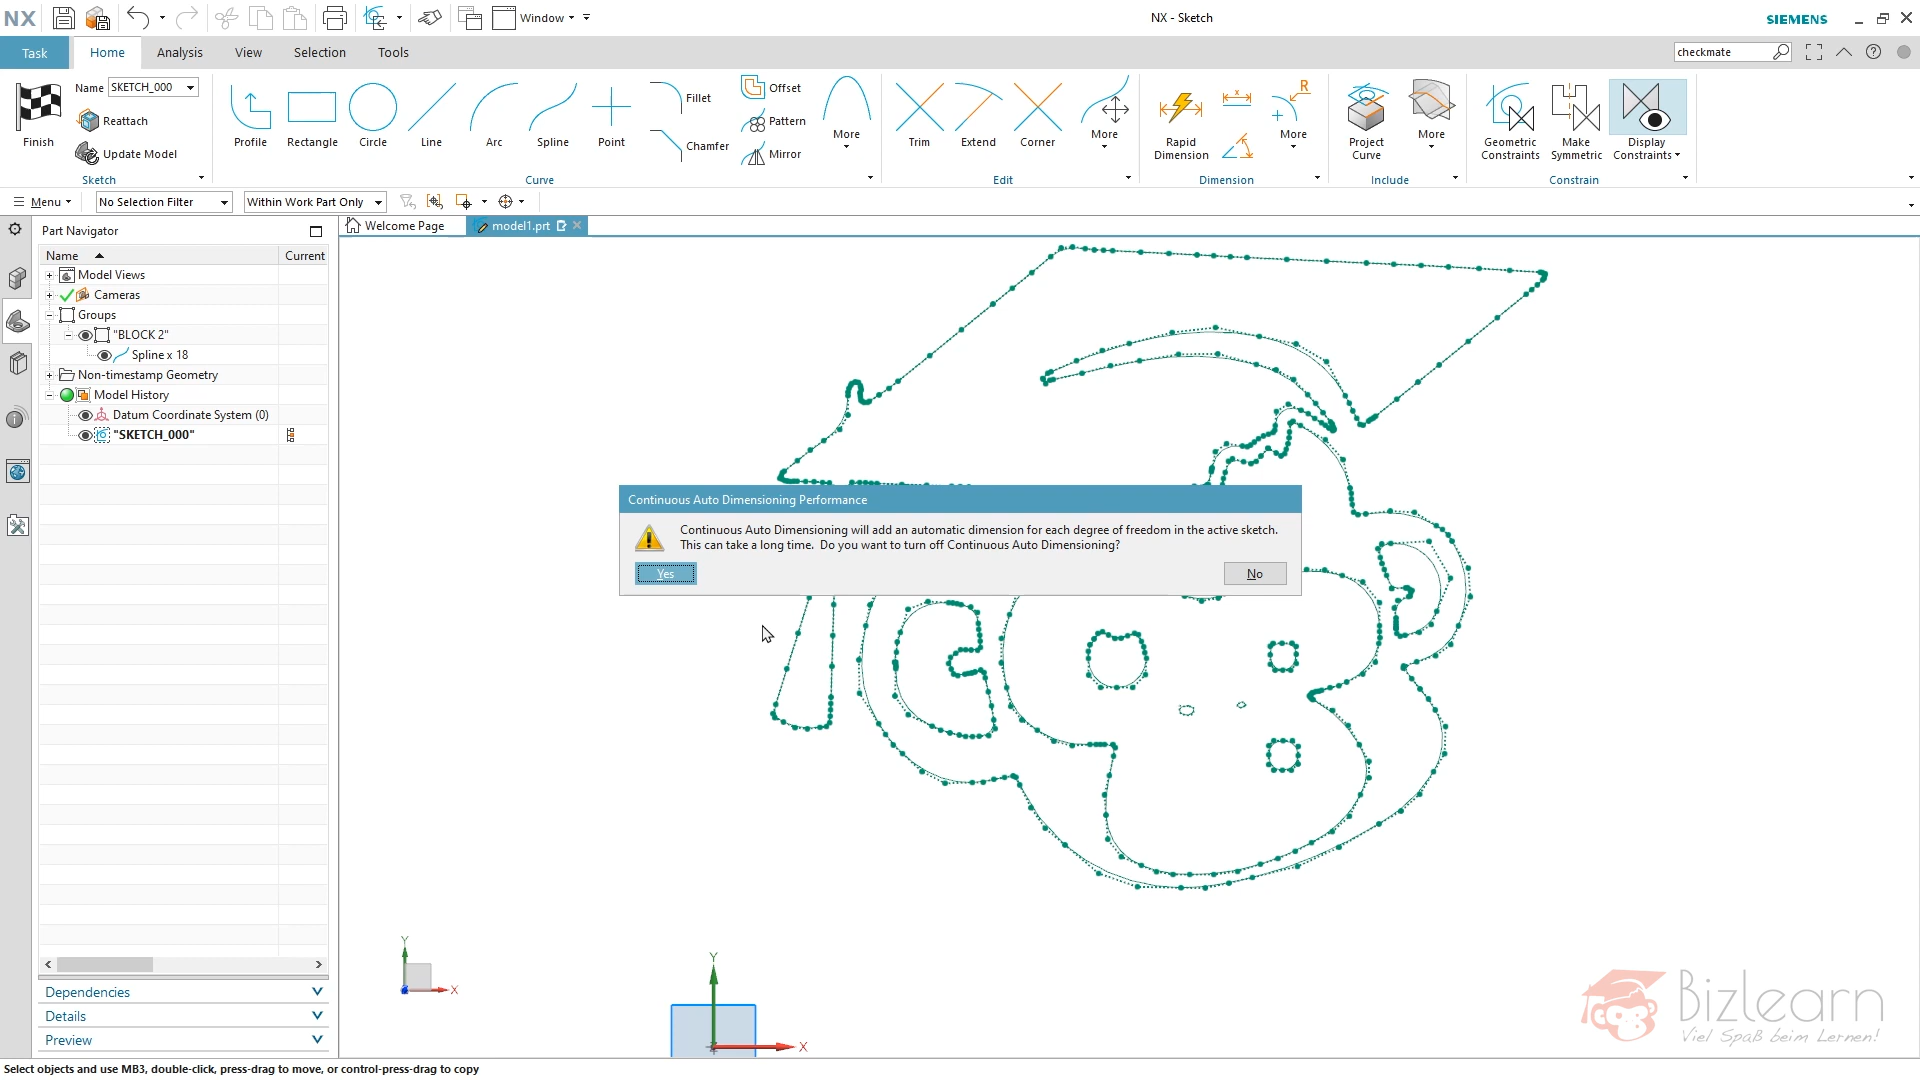 NX
Window
NX - Sketch
SIEMENS
Task
Home
Analysis
View
Selection
Tools
checkmate
Finish
Name SKETCH_000
Reattach
Update Model
Sketch
Profile
Rectangle
Circle
Line
Arc
Spline
Point
Fillet
Chamfer
Offset
Pattern
Mirror
More
Curve
Trim
Extend
Corner
More
Edit
Rapid
Dimension
R
More
Dimension
Project
Curve
More
Include
Geometric
Constraints
Make
Symmetric
Display
Constraints
Constrain
Menu
No Selection Filter
Within Work Part Only
Part Navigator
Name
Current
Model Views
Cameras
Groups
"BLOCK 2"
Spline x 18
Non-timestamp Geometry
Model History
Datum Coordinate System (0)
"SKETCH_000"
Dependencies
Details
Preview
Welcome Page
model1.prt
Continuous Auto Dimensioning Performance
Continuous Auto Dimensioning will add an automatic dimension for each degree of freedom in the active sketch.
This can take a long time. Do you want to turn off Continuous Auto Dimensioning?
Yes
No
Y
X
Y
X
Bizlearn
Viel Spaß beim Lernen!
Select objects and use MB3, double-click, press-drag to move, or control-press-drag to copy